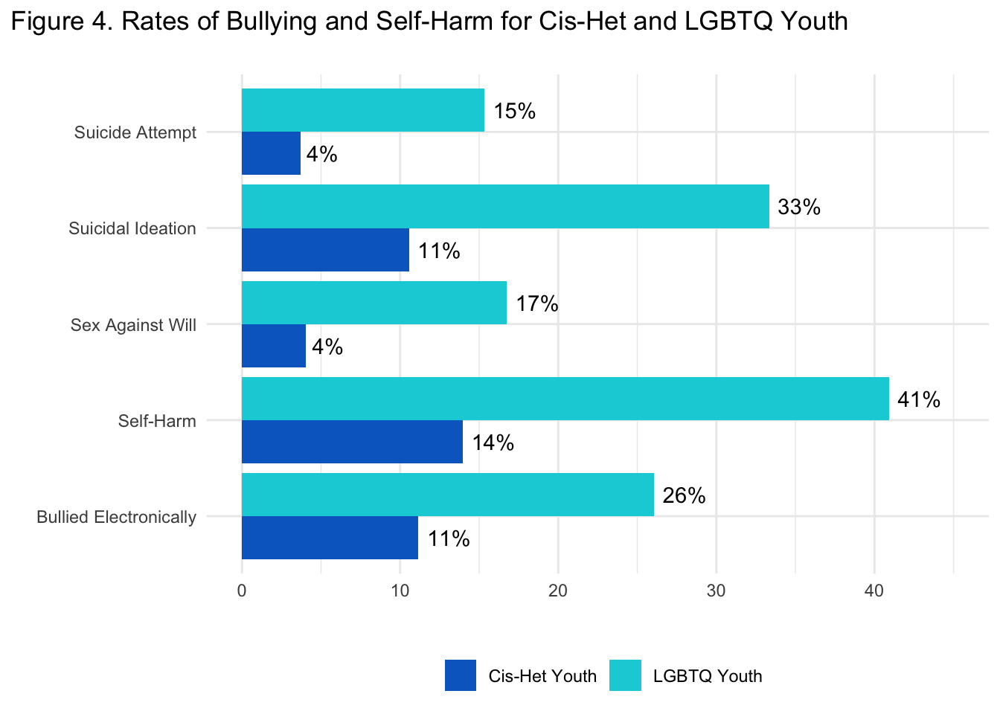 Figure 4. Rates of Bullying and Self-Harm for Cis-Het and LGBTQ Youth
15%
Suicide Attempt
4%
33%
Suicidal Ideation
11%
17%
Sex Against Will
4%
41%
Self-Harm
14%
26%
Bullied Electronically
11%
0 10 20 30 40
Cis-Het Youth LGBTQ Youth